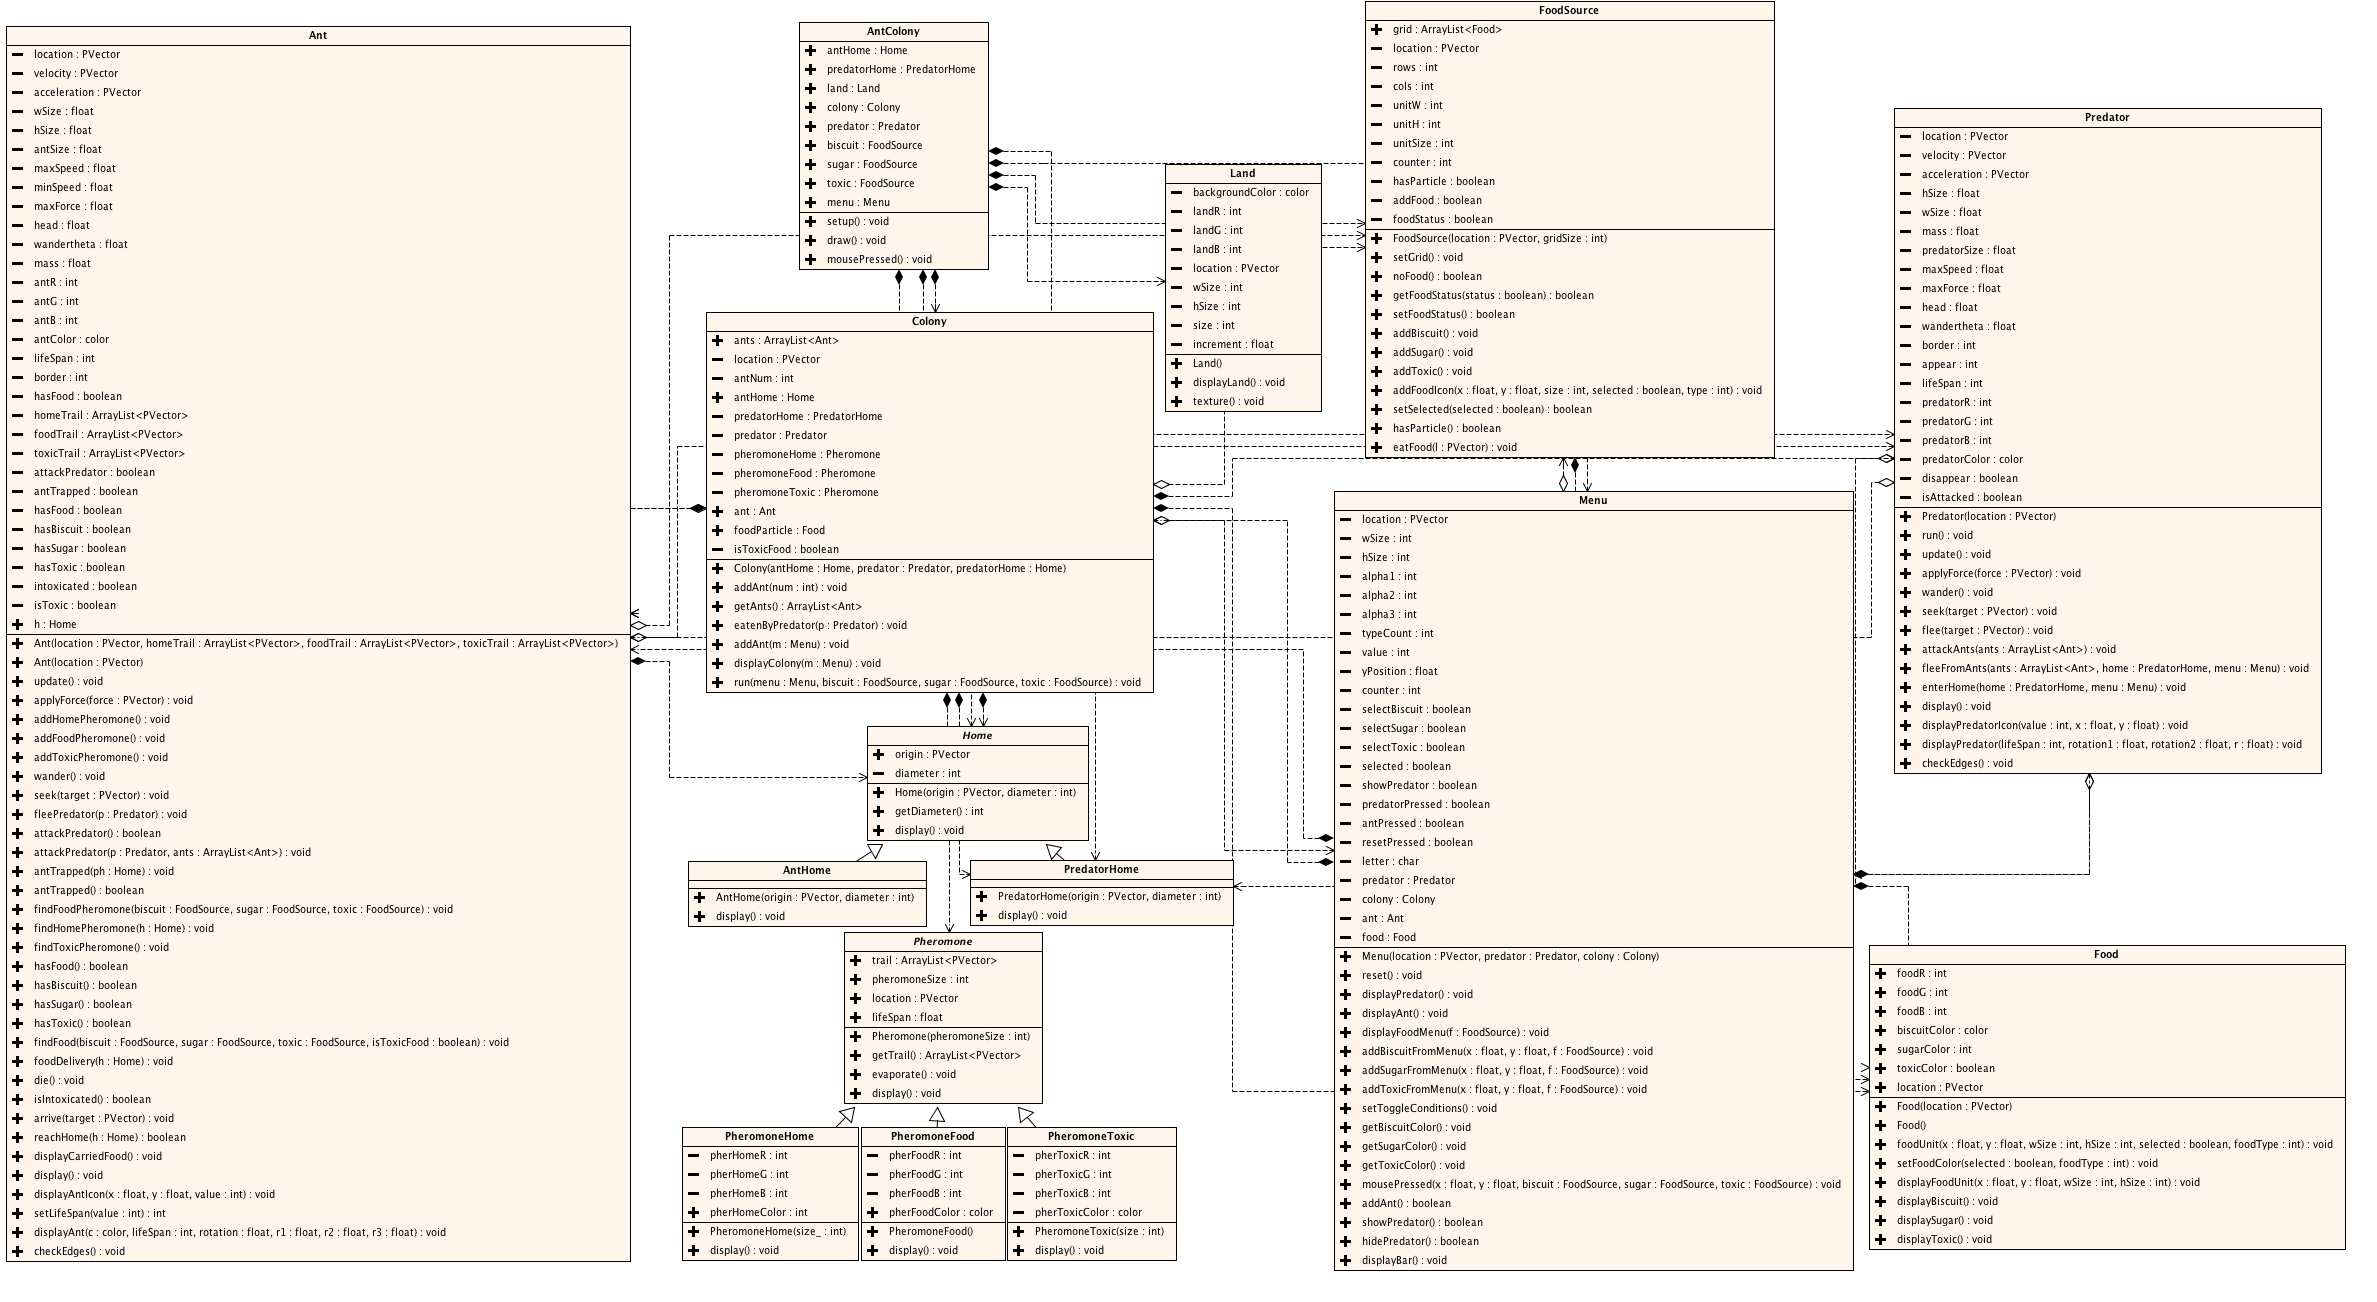 Ant
location : PVector
velocity : PVector
acceleration : PVector
wSize : float
hSize : float
antSize : float
maxSpeed : float
minSpeed : float
maxForce : float
head : float
wandertheta : float
mass : float
antR : int
antG : int
antB : int
antColor : color
lifeSpan : int
border : int
hasFood : boolean
homeTrail : ArrayList<PVector>
foodTrail : ArrayList<PVector>
toxicTrail : ArrayList<PVector>
attackPredator : boolean
antTrapped : boolean
hasFood : boolean
hasBiscuit : boolean
hasSugar : boolean
hasToxic : boolean
intoxicated : boolean
isToxic : boolean
h : Home
Ant(location : PVector, homeTrail : ArrayList<PVector>, foodTrail : ArrayList<PVector>, toxicTrail : ArrayList<PVector>)
Ant(location : PVector)
update() : void
applyForce(force : PVector) : void
addHomePheromone() : void
addFoodPheromone() : void
addToxicPheromone() : void
wander() : void
seek(target : PVector) : void
fleePredator(p : Predator) : void
attackPredator() : boolean
attackPredator(p : Predator, ants : ArrayList<Ant>) : void
antTrapped(ph : Home) : void
antTrapped() : boolean
findFoodPheromone(biscuit : FoodSource, sugar : FoodSource, toxic : FoodSource) : void
findHomePheromone(h : Home) : void
findToxicPheromone() : void
hasFood() : boolean
hasBiscuit() : boolean
hasSugar() : boolean
hasToxic() : boolean
findFood(biscuit : FoodSource, sugar : FoodSource, toxic : FoodSource, isToxicFood : boolean) : void
foodDelivery(h : Home) : void
die() : void
isIntoxicated() : boolean
arrive(target : PVector) : void
reachHome(h : Home) : boolean
displayCarriedFood() : void
display() : void
displayAntIcon(x : float, y : float, value : int) : void
setLifeSpan(value : int) : int
displayAnt(c : color, lifeSpan : int, rotation : float, r1 : float, r2 : float, r3 : float) : void
checkEdges() : void
AntColony
antHome : Home
predatorHome : PredatorHome
land : Land
colony : Colony
predator : Predator
biscuit : FoodSource
sugar : FoodSource
toxic : FoodSource
menu : Menu
setup() : void
draw() : void
mousePressed() : void
Colony
ants : ArrayList<Ant>
location : PVector
antNum : int
antHome : Home
predatorHome : PredatorHome
predator : Predator
pheromoneHome : Pheromone
pheromoneFood : Pheromone
pheromoneToxic : Pheromone
ant : Ant
foodParticle : Food
isToxicFood : boolean
Colony(antHome : Home, predator : Predator, predatorHome : Home)
addAnt(num : int) : void
getAnts() : ArrayList<Ant>
eatenByPredator(p : Predator) : void
addAnt(m : Menu) : void
displayColony(m : Menu) : void
run(menu : Menu, biscuit : FoodSource, sugar : FoodSource, toxic : FoodSource) : void
Home
origin : PVector
diameter : int
Home(origin : PVector, diameter : int)
getDiameter() : int
display() : void
AntHome
AntHome(origin : PVector, diameter : int)
display() : void
PredatorHome
PredatorHome(origin : PVector, diameter : int)
display() : void
Pheromone
trail : ArrayList<PVector>
pheromoneSize : int
location : PVector
lifeSpan : float
Pheromone(pheromoneSize : int)
getTrail() : ArrayList<PVector>
evaporate() : void
display() : void
PheromoneHome
pherHomeR : int
pherHomeG : int
pherHomeB : int
pherHomeColor : int
PheromoneHome(size_ : int)
display() : void
PheromoneFood
pherFoodR : int
pherFoodG : int
pherFoodB : int
pherFoodColor : color
PheromoneFood()
display() : void
PheromoneToxic
pherToxicR : int
pherToxicG : int
pherToxicB : int
pherToxicColor : color
PheromoneToxic(size : int)
display() : void
Land
backgroundColor : color
landR : int
landG : int
landB : int
location : PVector
wSize : int
hSize : int
size : int
increment : float
Land()
displayLand() : void
texture() : void
FoodSource
grid : ArrayList<Food>
location : PVector
rows : int
cols : int
unitW : int
unitH : int
unitSize : int
counter : int
hasParticle : boolean
addFood : boolean
foodStatus : boolean
FoodSource(location : PVector, gridSize : int)
setGrid() : void
noFood() : boolean
getFoodStatus(status : boolean) : boolean
setFoodStatus() : boolean
addBiscuit() : void
addSugar() : void
addToxic() : void
addFoodIcon(x : float, y : float, size : int, selected : boolean, type : int) : void
setSelected(selected : boolean) : boolean
hasParticle() : boolean
eatFood(l : PVector) : void
Menu
location : PVector
wSize : int
hSize : int
alpha1 : int
alpha2 : int
alpha3 : int
typeCount : int
value : int
yPosition : float
counter : int
selectBiscuit : boolean
selectSugar : boolean
selectToxic : boolean
selected : boolean
showPredator : boolean
predatorPressed : boolean
antPressed : boolean
resetPressed : boolean
letter : char
predator : Predator
colony : Colony
ant : Ant
food : Food
Menu(location : PVector, predator : Predator, colony : Colony)
reset() : void
displayPredator() : void
displayAnt() : void
displayFoodMenu(f : FoodSource) : void
addBiscuitFromMenu(x : float, y : float, f : FoodSource) : void
addSugarFromMenu(x : float, y : float, f : FoodSource) : void
addToxicFromMenu(x : float, y : float, f : FoodSource) : void
setToggleConditions() : void
getBiscuitColor() : void
getSugarColor() : void
getToxicColor() : void
mousePressed(x : float, y : float, biscuit : FoodSource, sugar : FoodSource, toxic : FoodSource) : void
addAnt() : boolean
showPredator() : boolean
hidePredator() : boolean
displayBar() : void
Predator
location : PVector
velocity : PVector
acceleration : PVector
hSize : float
wSize : float
mass : float
predatorSize : float
maxSpeed : float
maxForce : float
head : float
wandertheta : float
border : int
appear : int
lifeSpan : int
predatorR : int
predatorG : int
predatorB : int
predatorColor : color
disappear : boolean
isAttacked : boolean
Predator(location : PVector)
run() : void
update() : void
applyForce(force : PVector) : void
wander() : void
seek(target : PVector) : void
flee(target : PVector) : void
attackAnts(ants : ArrayList<Ant>) : void
fleeFromAnts(ants : ArrayList<Ant>, home : PredatorHome, menu : Menu) : void
enterHome(home : PredatorHome, menu : Menu) : void
display() : void
displayPredatorIcon(value : int, x : float, y : float) : void
displayPredator(lifeSpan : int, rotation1 : float, rotation2 : float, r : float) : void
checkEdges() : void
Food
foodR : int
foodG : int
foodB : int
biscuitColor : color
sugarColor : int
toxicColor : boolean
location : PVector
Food(location : PVector)
Food()
foodUnit(x : float, y : float, wSize : int, hSize : int, selected : boolean, foodType : int) : void
setFoodColor(selected : boolean, foodType : int) : void
displayFoodUnit(x : float, y : float, wSize : int, hSize : int) : void
displayBiscuit() : void
displaySugar() : void
displayToxic() : void